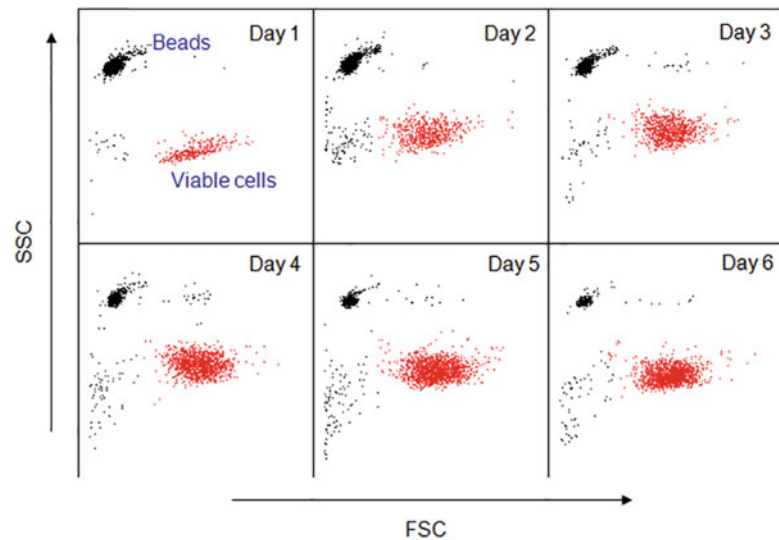 Beads
Day 1
Day 2
Day 3
Viable cells
SSC
Day 4
Day 5
Day 6
FSC